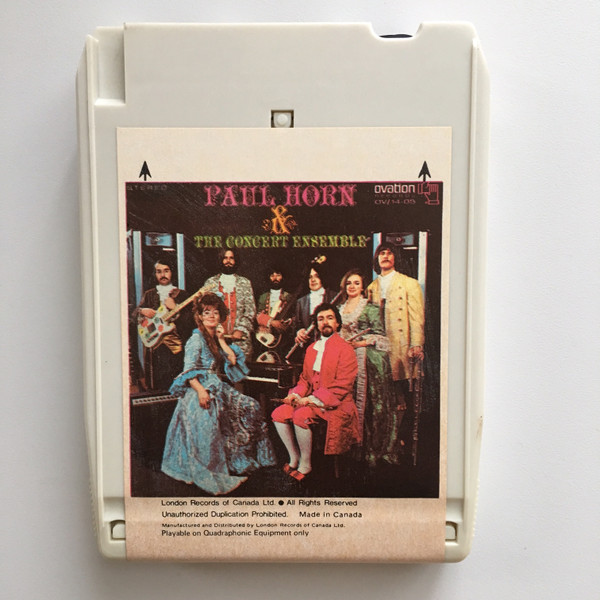 STEREO
PAUL HORN
&
THE CONCERT ENSEMBLE
ovation
RECORDS
OV/14-05
London Records of Canada Ltd. ● All Rights Reserved
Unauthorized Duplication Prohibited. Made in Canada
Manufactured and Distributed by London Records of Canada Ltd.
Playable on Quadraphonic Equipment only